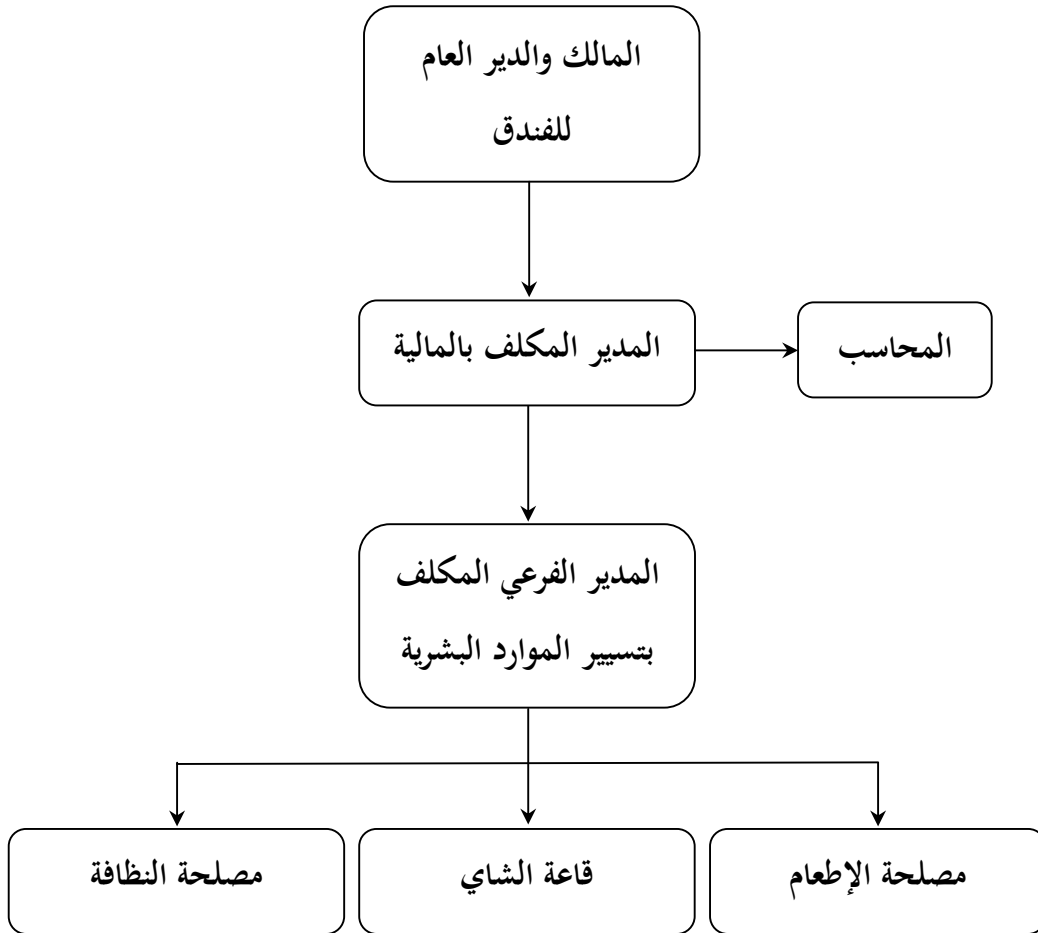 المالك والدير العام
للفندق
المدير المكلف بالمالية
المحاسب
المدير الفرعي المكلف
بتسيير الموارد البشرية
مصلحة الإطعام
قاعة الشاي
مصلحة النظافة